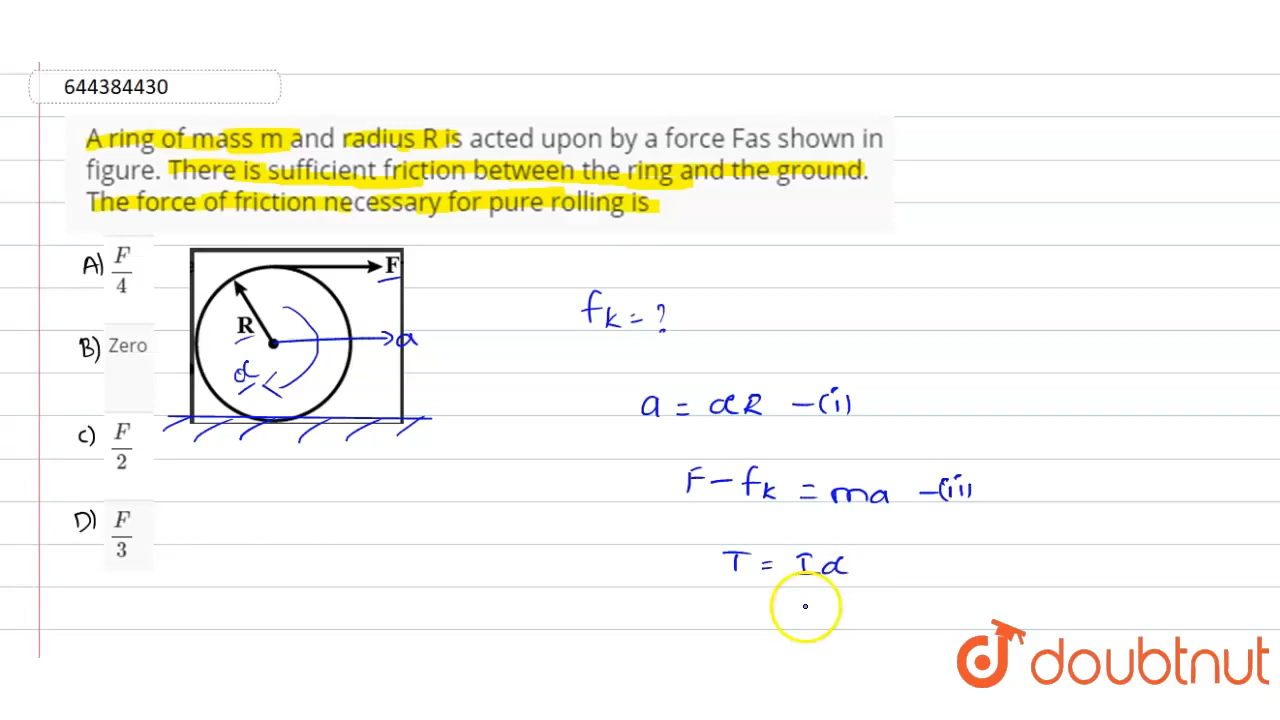 644384430
A ring of mass m and radius R is acted upon by a force Fas shown in
figure. There is sufficient friction between the ring and the ground.
The force of friction necessary for pure rolling is
A) F/4
B) Zero
C) F/2
D) F/3
F
R
a
α
fk = ?
a = αR -(i)
F - fk = ma -(ii)
T = Iα
doubtnut